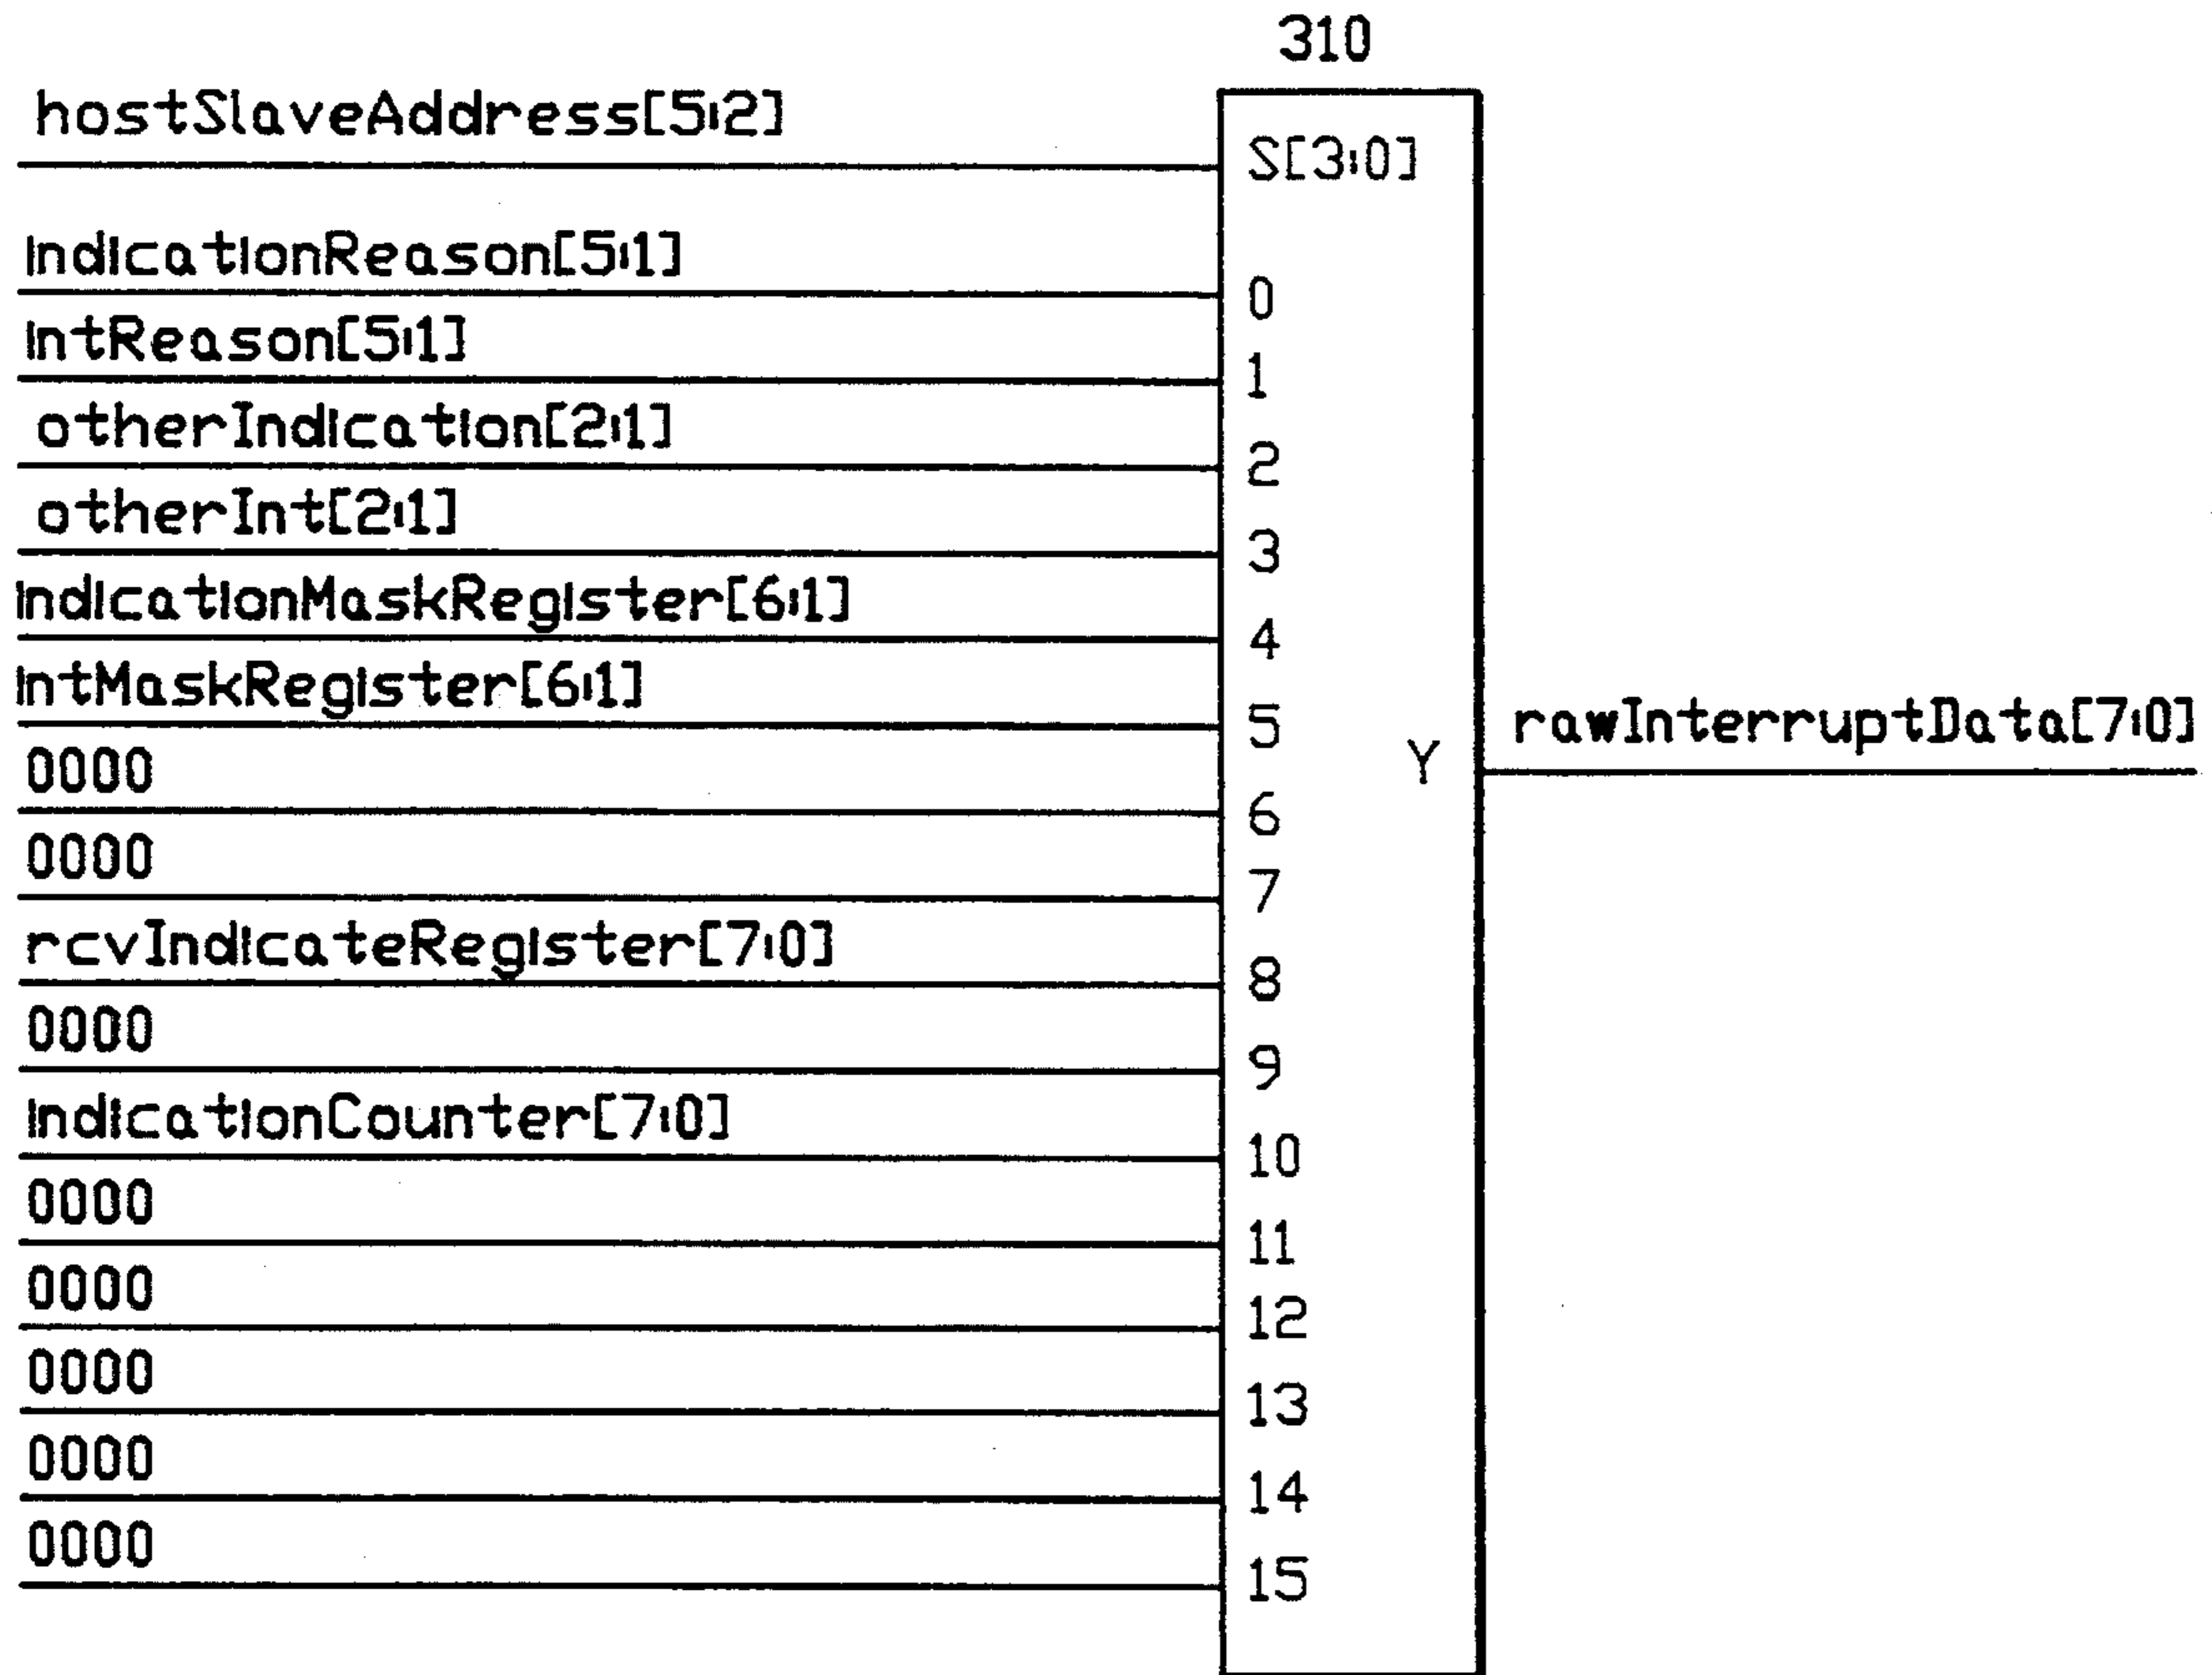 310
hostSlaveAddress[5:2]
S[3:0]
indicationReason[5:1]
0
intReason[5:1]
1
otherIndication[2:1]
2
otherInt[2:1]
3
indicationMaskRegister[6:1]
4
intMaskRegister[6:1]
5
rawInterruptData[7:0]
Y
0000
6
0000
7
rcvIndicateRegister[7:0]
8
0000
9
indicationCounter[7:0]
10
0000
11
0000
12
0000
13
0000
14
0000
15